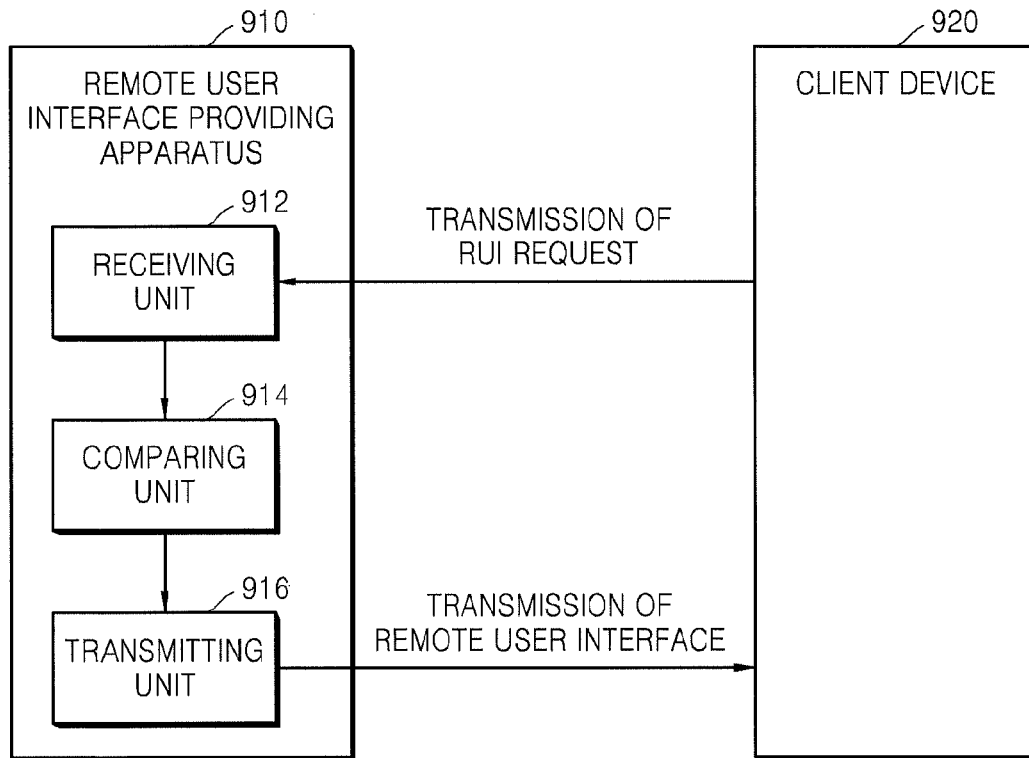 910
REMOTE USER
INTERFACE PROVIDING
APPARATUS
912
RECEIVING
UNIT
914
COMPARING
UNIT
916
TRANSMITTING
UNIT
TRANSMISSION OF
RUI REQUEST
TRANSMISSION OF
REMOTE USER INTERFACE
920
CLIENT DEVICE